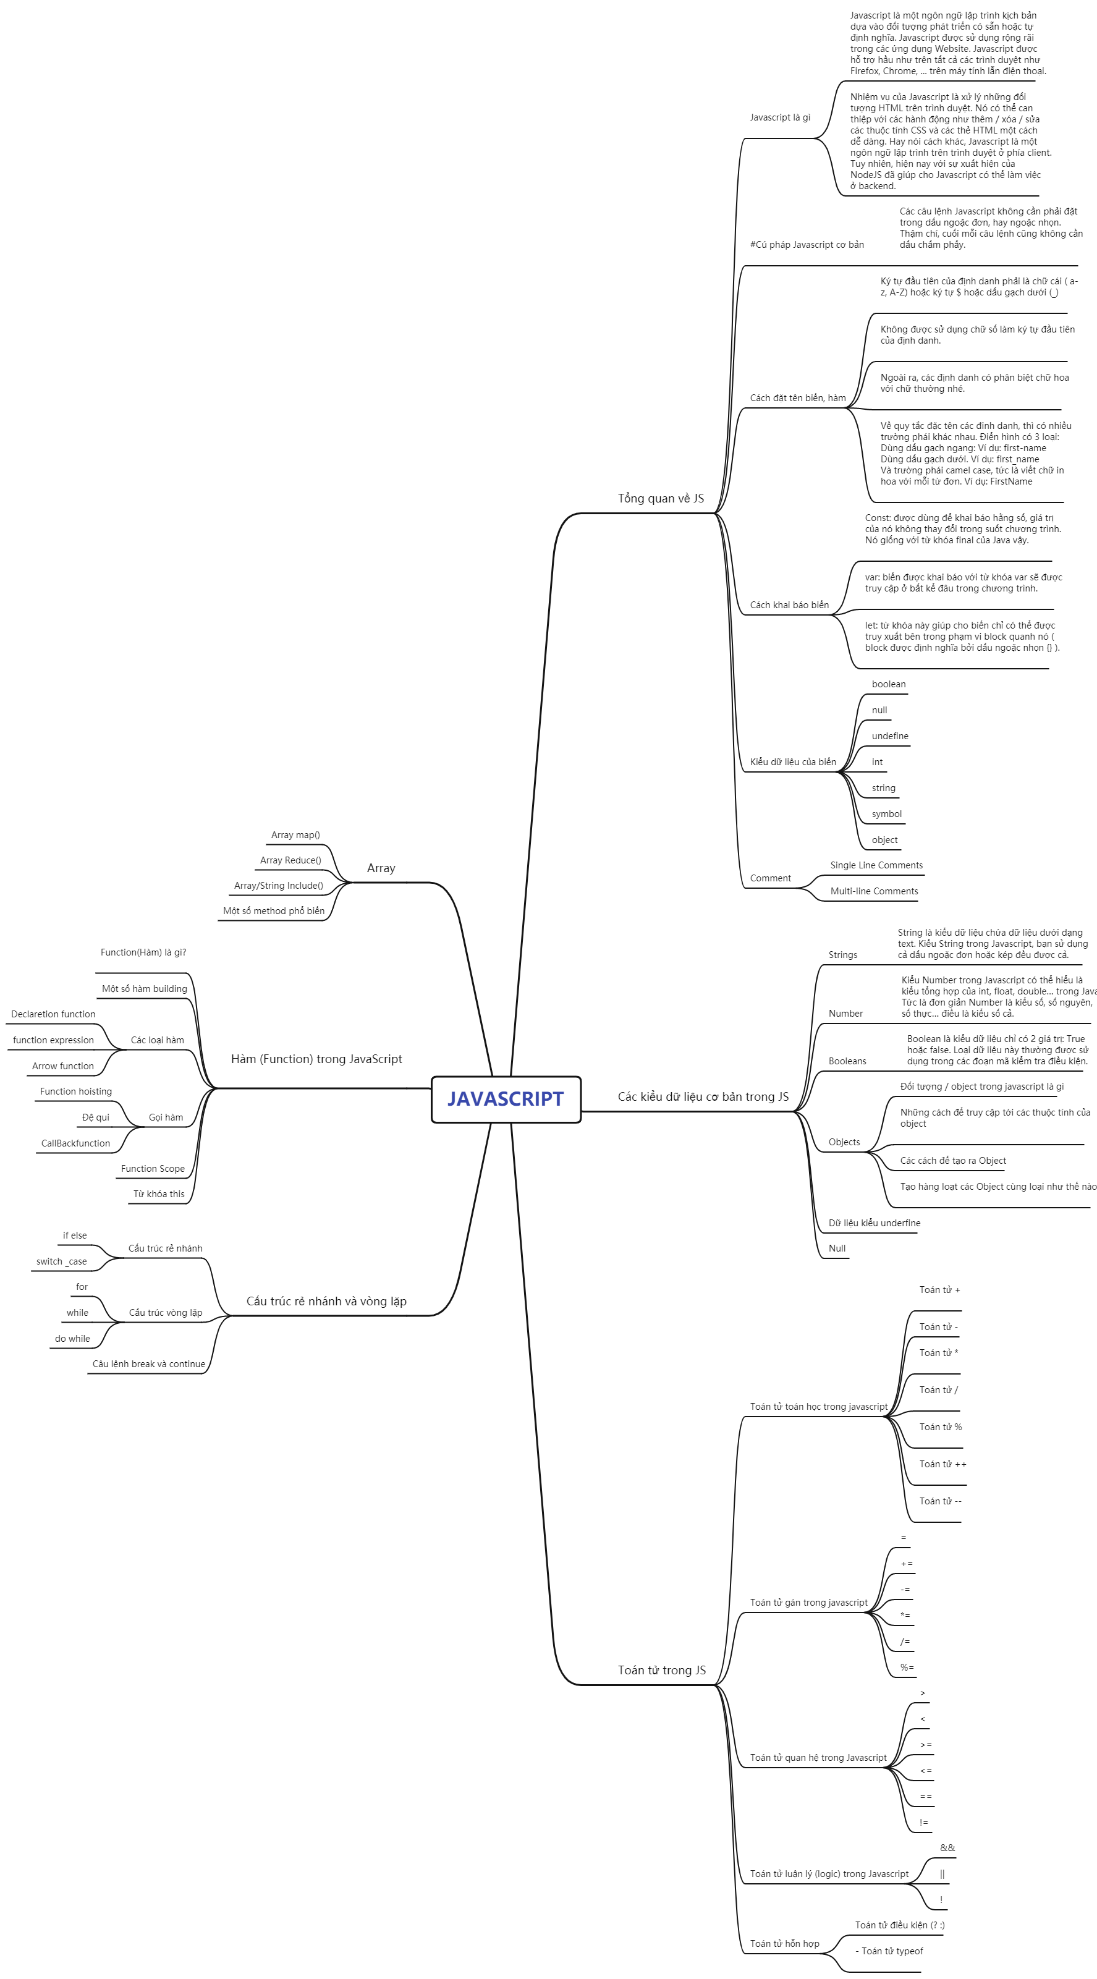 Javascript là một ngôn ngữ lập trình kịch bản
dựa vào đối tượng phát triển có sẵn hoặc tự
định nghĩa. Javascript được sử dụng rộng rãi
trong các ứng dụng Website. Javascript được
hỗ trợ hầu như trên tất cả các trình duyệt như
Firefox, Chrome, ... trên máy tính lẫn điện thoại.
Javascript là gì
Nhiệm vụ của Javascript là xử lý những đối
tượng HTML trên trình duyệt. Nó có thể can
thiệp với các hành động như thêm / xóa / sửa
các thuộc tính CSS và các thẻ HTML một cách
dễ dàng. Hay nói cách khác, Javascript là một
ngôn ngữ lập trình trên trình duyệt ở phía client.
Tuy nhiên, hiện nay với sự xuất hiện của
NodeJS đã giúp cho Javascript có thể làm việc
ở backend.
#Cú pháp Javascript cơ bản
Các câu lệnh Javascript không cần phải đặt
trong dấu ngoặc đơn, hay ngoặc nhọn.
Thậm chí, cuối mỗi câu lệnh cũng không cần
dấu chấm phẩy.
Ký tự đầu tiên của định danh phải là chữ cái ( a-
z, A-Z) hoặc ký tự $ hoặc dấu gạch dưới (_)
Không được sử dụng chữ số làm ký tự đầu tiên
của định danh.
Ngoài ra, các định danh có phân biệt chữ hoa
với chữ thường nhé.
Cách đặt tên biến, hàm
Về quy tắc đặc tên các đinh danh, thì có nhiều
trường phái khác nhau. Điển hình có 3 loại:
Dùng dấu gạch ngang: Ví dụ: first-name
Dùng dấu gạch dưới. Ví dụ: first_name
Và trường phái camel case, tức là viết chữ in
hoa với mỗi từ đơn. Ví dụ: FirstName
Tổng quan về JS
Const: được dùng để khai báo hằng số, giá trị
của nó không thay đổi trong suốt chương trình.
Nó giống với từ khóa final của Java vậy.
var: biến được khai báo với từ khóa var sẽ được
truy cập ở bất kể đâu trong chương trình.
Cách khai báo biến
let: từ khóa này giúp cho biến chỉ có thể được
truy xuất bên trong phạm vi block quanh nó (
block được định nghĩa bởi dấu ngoặc nhọn {} ).
boolean
null
undefine
Kiểu dữ liệu của biến
int
string
symbol
object
Comment
Single Line Comments
Multi-line Comments
Array map()
Array Reduce()
Array
Array/String Include()
Một số method phổ biến
Strings
String là kiểu dữ liệu chứa dữ liệu dưới dạng
text. Kiểu String trong Javascript, bạn sử dụng
cả dấu ngoặc đơn hoặc kép đều được cả.
Number
Kiểu Number trong Javascript có thể hiểu là
kiểu tổng hợp của int, float, double... trong Java
Tức là đơn giản Number là kiểu số, số nguyên,
số thực... điều là kiểu số cả.
Booleans
Boolean là kiểu dữ liệu chỉ có 2 giá trị: True
hoặc false. Loại dữ liệu này thường được sử
dụng trong các đoạn mã kiểm tra điều kiện.
Các kiểu dữ liệu cơ bản trong JS
Đối tượng / object trong javascript là gì
Những cách để truy cập tới các thuộc tính của
object
Objects
Các cách để tạo ra Object
Tạo hàng loạt các Object cùng loại như thế nào
Dữ liệu kiểu underfine
Null
Function(Hàm) là gì?
Một số hàm building
Declaretion function
function expression
Các loại hàm
Arrow function
Hàm (Function) trong JavaScript
Function hoisting
Đệ qui
Gọi hàm
CallBackfunction
Function Scope
Từ khóa this
JAVASCRIPT
if else
Cấu trúc rẻ nhánh
switch _case
for
Cấu trúc vòng lặp
while
do while
Cấu trúc rẻ nhánh và vòng lặp
Câu lệnh break và continue
Toán tử +
Toán tử -
Toán tử *
Toán tử /
Toán tử toán học trong javascript
Toán tử %
Toán tử ++
Toán tử --
=
+=
-=
Toán tử gán trong javascript
*=
/=
%=
Toán tử trong JS
>
<
>=
Toán tử quan hệ trong Javascript
<=
==
!=
&&
Toán tử luân lý (logic) trong Javascript
||
!
Toán tử điều kiện (? :)
Toán tử hỗn hợp
- Toán tử typeof